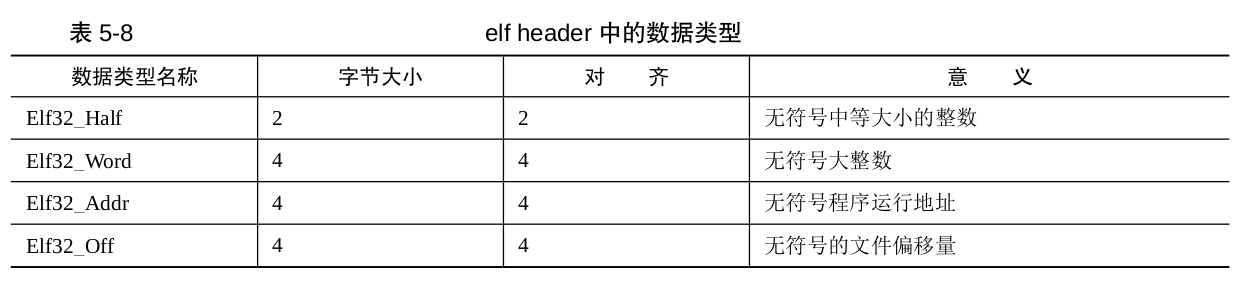 表 5-8 elf header 中的数据类型
数据类型名称 字节大小 对 齐 意 义
Elf32_Half 2 2 无符号中等大小的整数
Elf32_Word 4 4 无符号大整数
Elf32_Addr 4 4 无符号程序运行地址
Elf32_Off 4 4 无符号的文件偏移量